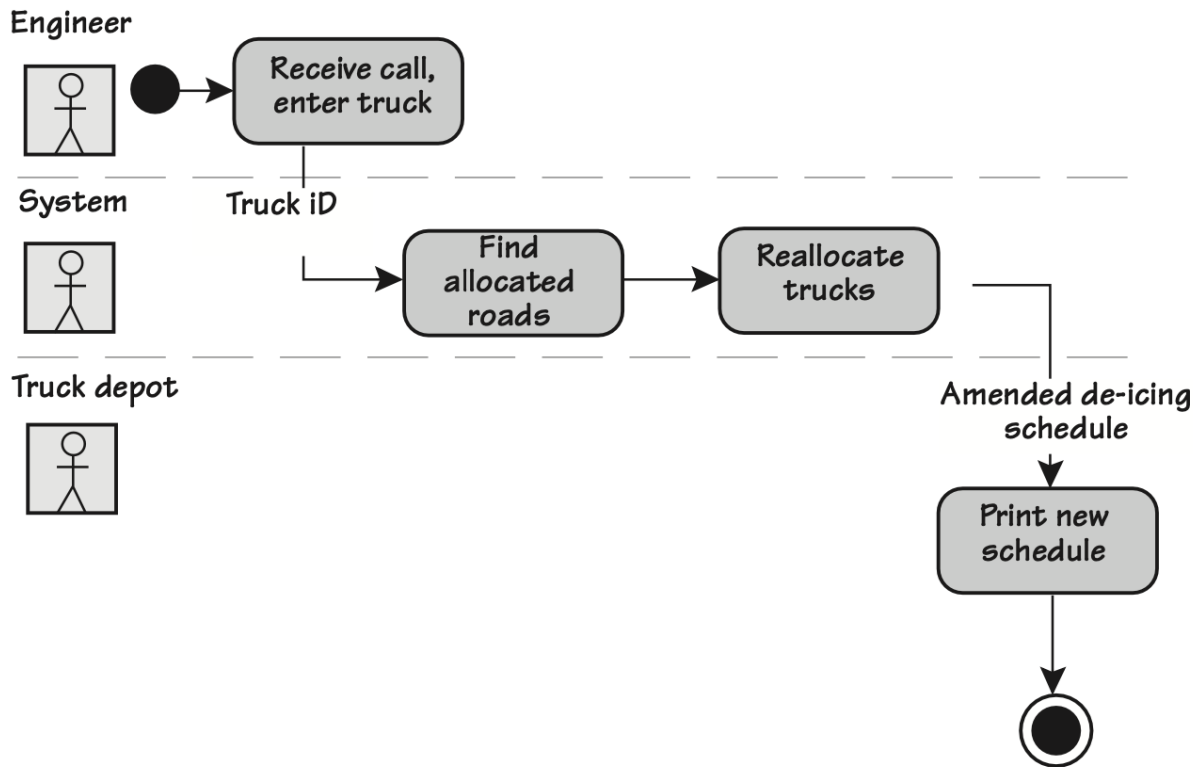 Engineer
Receive call,
enter truck
System
Truck iD
Find
allocated
roads
Reallocate
trucks
Truck depot
Amended de-icing
schedule
Print new
schedule